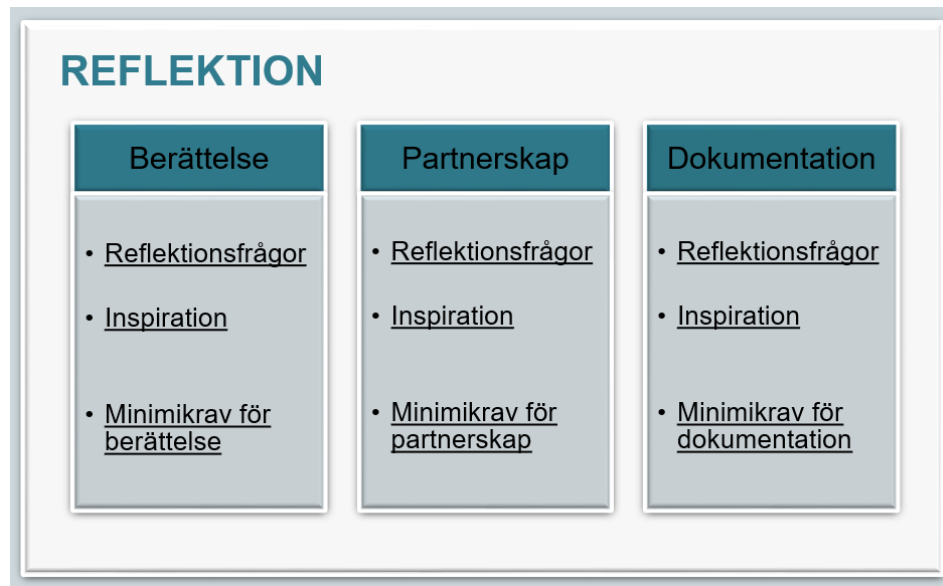 REFLEKTION
Berättelse
• Reflektionsfrågor
• Inspiration
• Minimikrav för
berättelse
Partnerskap
• Reflektionsfrågor
• Inspiration
• Minimikrav för
partnerskap
Dokumentation
• Reflektionsfrågor
• Inspiration
• Minimikrav för
dokumentation